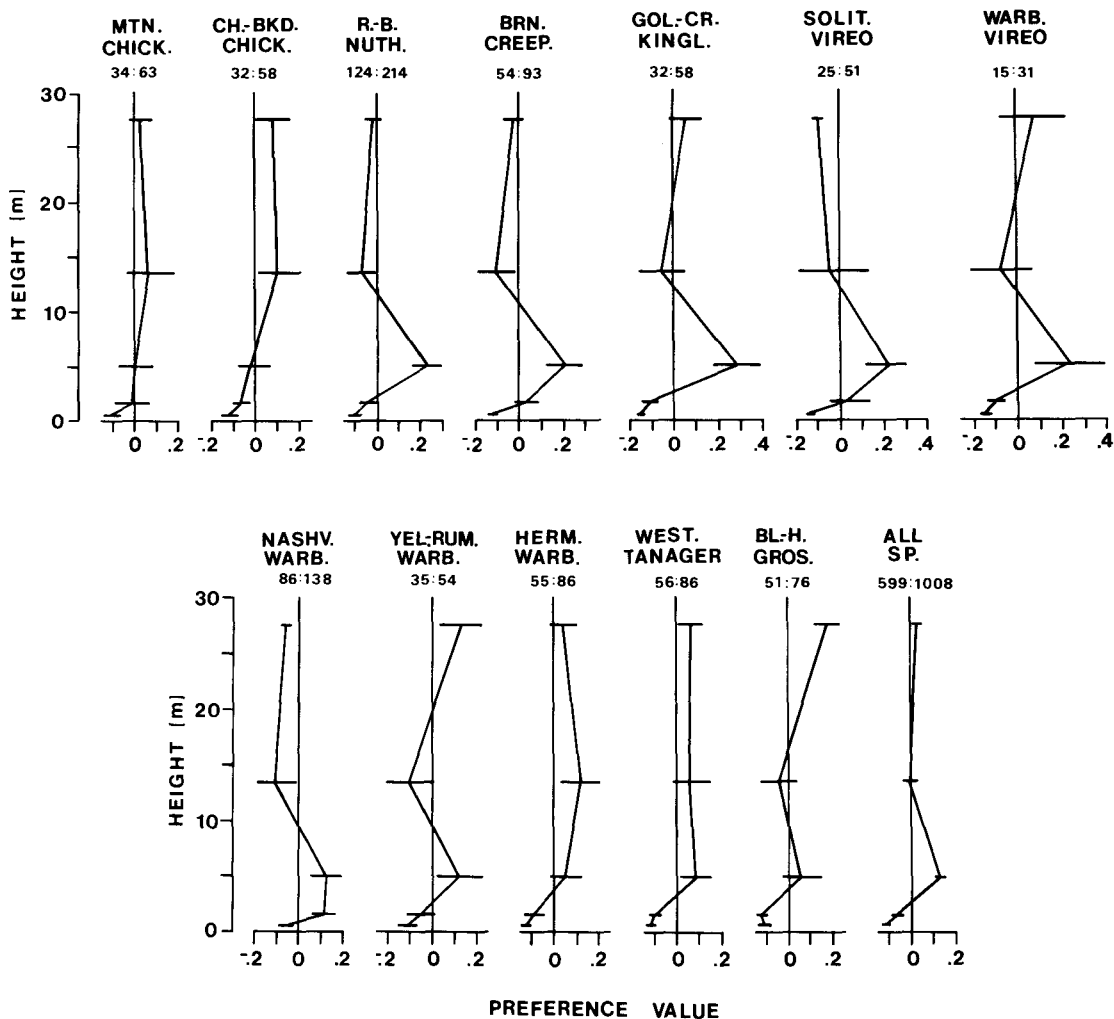 MTN. CHICK. 34:63
CH.-BKD. CHICK. 32:58
R.-B. NUTH. 124:214
BRN. CREEP. 54:93
GOL.-CR. KINGL. 32:58
SOLIT. VIREO 25:51
WARB. VIREO 15:31
HEIGHT [m]
30
20
10
0
0 .2
-.2 0 .2
0 .2
0 .2
-.2 0 .2 .4
-.2 0 .2 .4
-.2 0 .2 .4
NASHV. WARB. 86:138
YEL.-RUM. WARB. 35:54
HERM. WARB. 55:86
WEST. TANAGER 56:86
BL.-H. GROS. 51:76
ALL SP. 599:1008
HEIGHT [m]
30
20
10
0
-.2 0 .2
-.2 0 .2
0 .2
0 .2
0 .2
0 .2
PREFERENCE VALUE